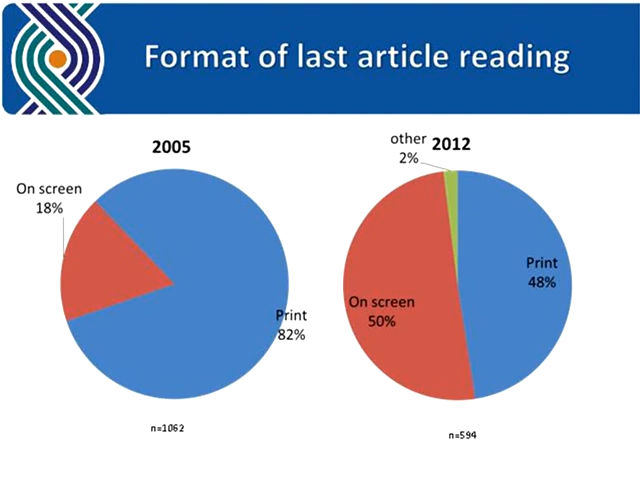 Format of last article reading
2005
On screen
18%
Print
82%
n=1062
other
2%
2012
Print
48%
On screen
50%
n=594